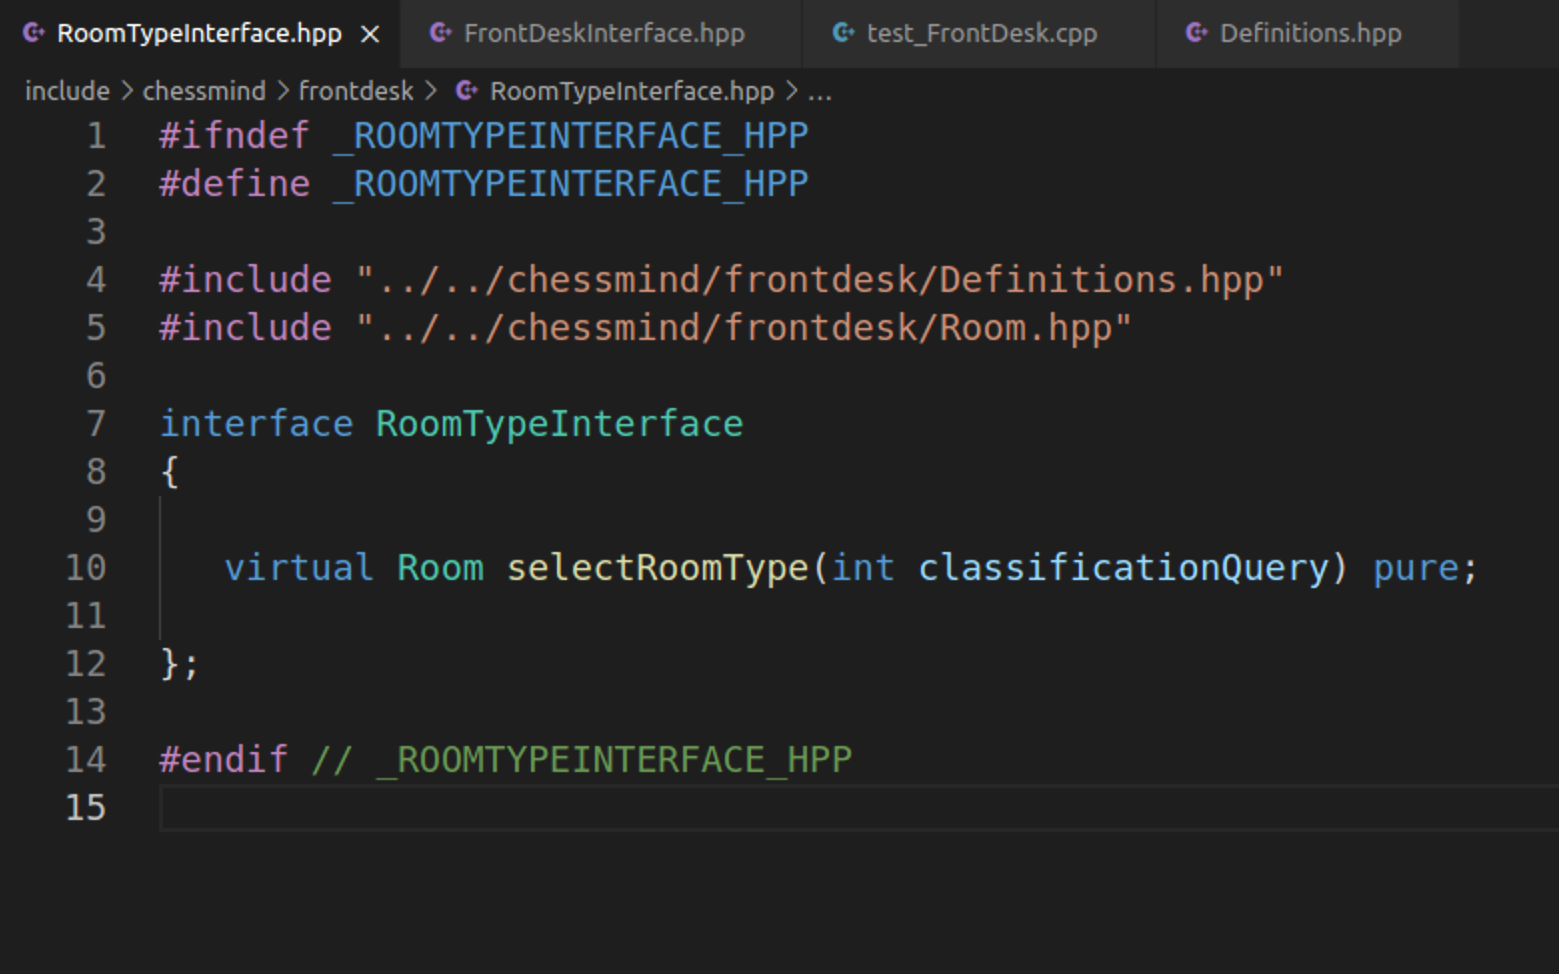 RoomTypeInterface.hpp × FrontDeskInterface.hpp test_FrontDesk.cpp Definitions.hpp
include > chessmind > frontdesk > RoomTypeInterface.hpp > ...
1 #ifndef _ROOMTYPEINTERFACE_HPP
2 #define _ROOMTYPEINTERFACE_HPP
3
4 #include "../../chessmind/frontdesk/Definitions.hpp"
5 #include "../../chessmind/frontdesk/Room.hpp"
6
7 interface RoomTypeInterface
8 {
9
10 virtual Room selectRoomType(int classificationQuery) pure;
11
12 };
13
14 #endif // _ROOMTYPEINTERFACE_HPP
15